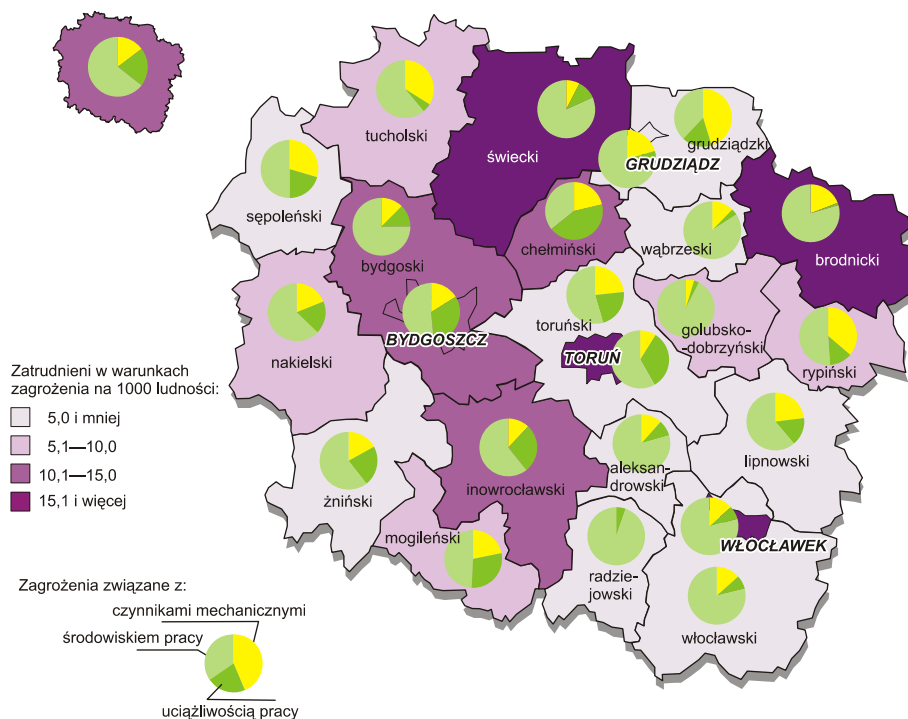 tucholski
świecki
grudziądzki
GRUDZIĄDZ
sępoleński
bydgoski
chełmiński
wąbrzeski
brodnicki
toruński
golubsko-
-dobrzyński
nakielski
BYDGOSZCZ
TORUŃ
rypiński
Zatrudnieni w warunkach
zagrożenia na 1000 ludności:
5,0 i mniej
5,1—10,0
10,1—15,0
15,1 i więcej
aleksan-
drowski
lipnowski
żniński
inowrocławski
mogileński
WŁOCŁAWEK
radzie-
jowski
włocławski
Zagrożenia związane z:
czynnikami mechanicznymi
środowiskiem pracy
uciążliwością pracy